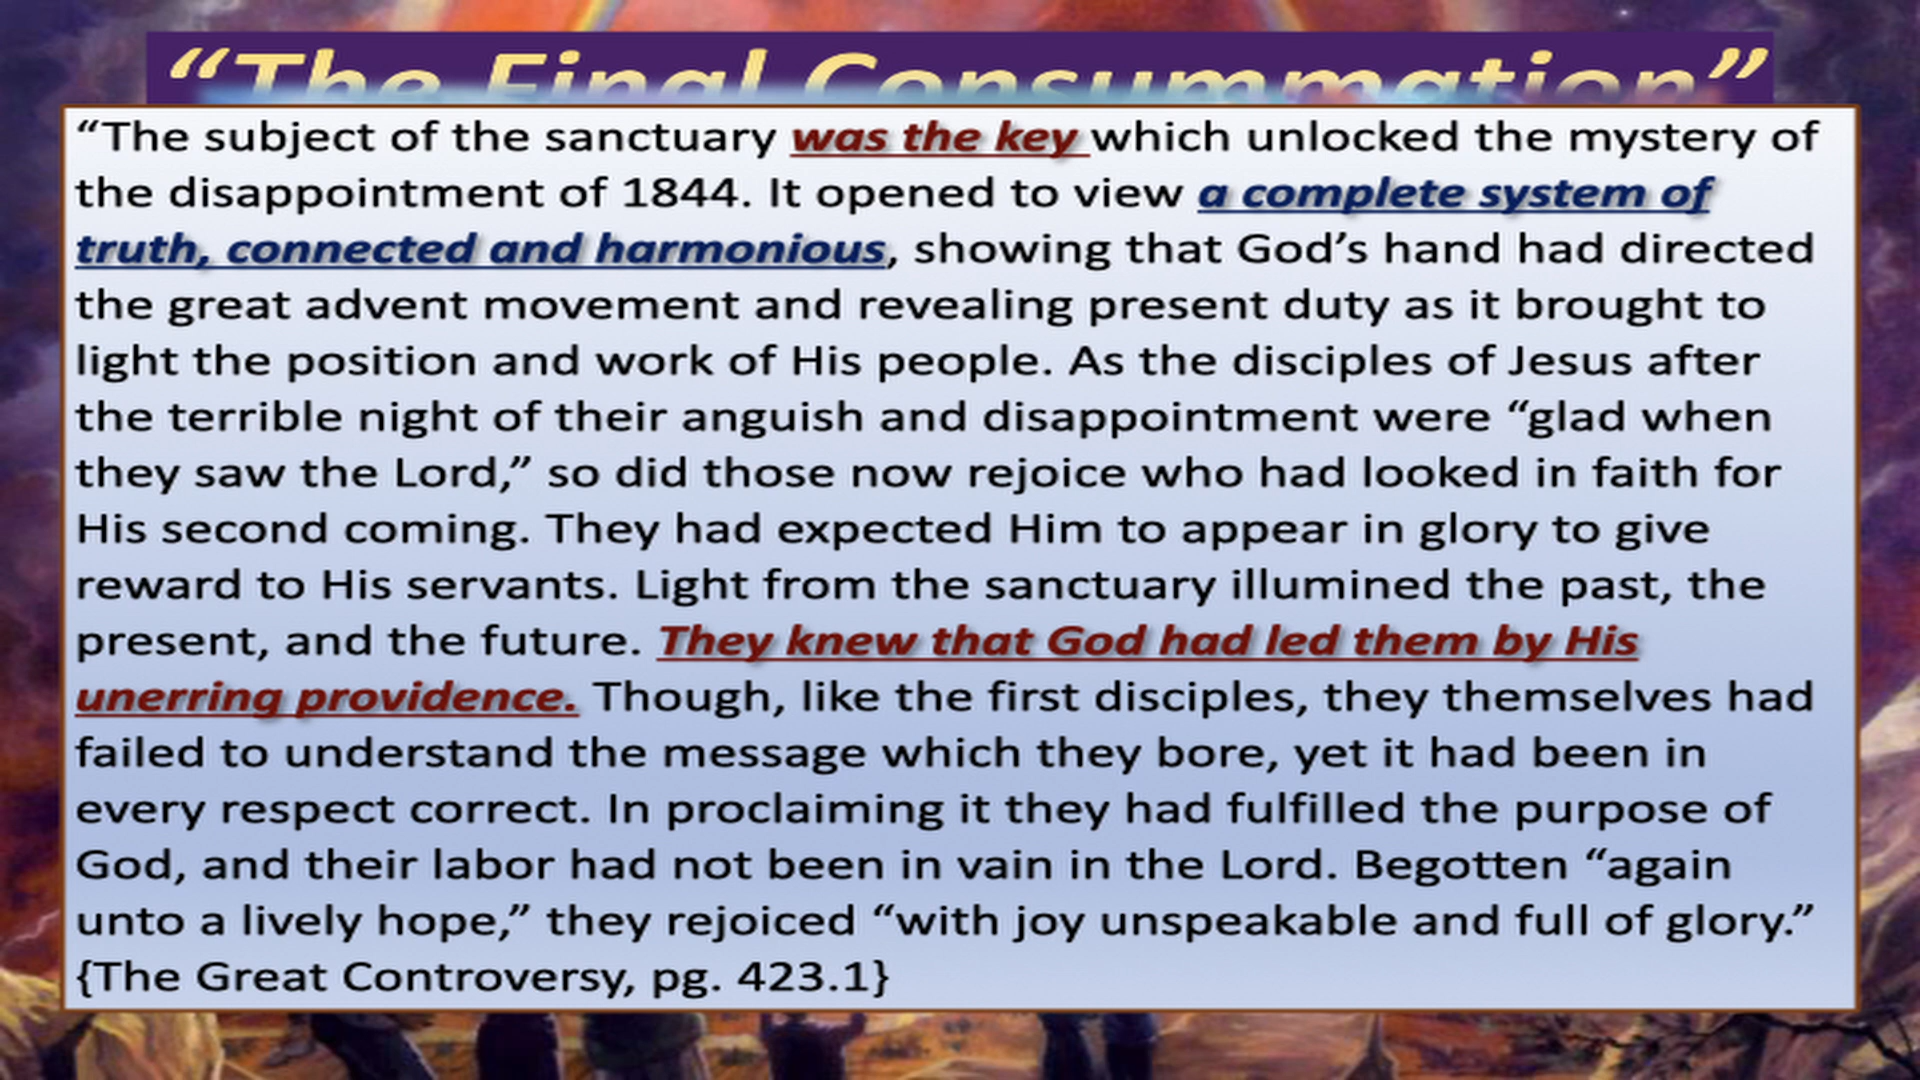 “The Final Consummation”
“The subject of the sanctuary was the key which unlocked the mystery of
the disappointment of 1844. It opened to view a complete system of
truth, connected and harmonious, showing that God’s hand had directed
the great advent movement and revealing present duty as it brought to
light the position and work of His people. As the disciples of Jesus after
the terrible night of their anguish and disappointment were “glad when
they saw the Lord,” so did those now rejoice who had looked in faith for
His second coming. They had expected Him to appear in glory to give
reward to His servants. Light from the sanctuary illumined the past, the
present, and the future. They knew that God had led them by His
unerring providence. Though, like the first disciples, they themselves had
failed to understand the message which they bore, yet it had been in
every respect correct. In proclaiming it they had fulfilled the purpose of
God, and their labor had not been in vain in the Lord. Begotten “again
unto a lively hope,” they rejoiced “with joy unspeakable and full of glory.”
{The Great Controversy, pg. 423.1}